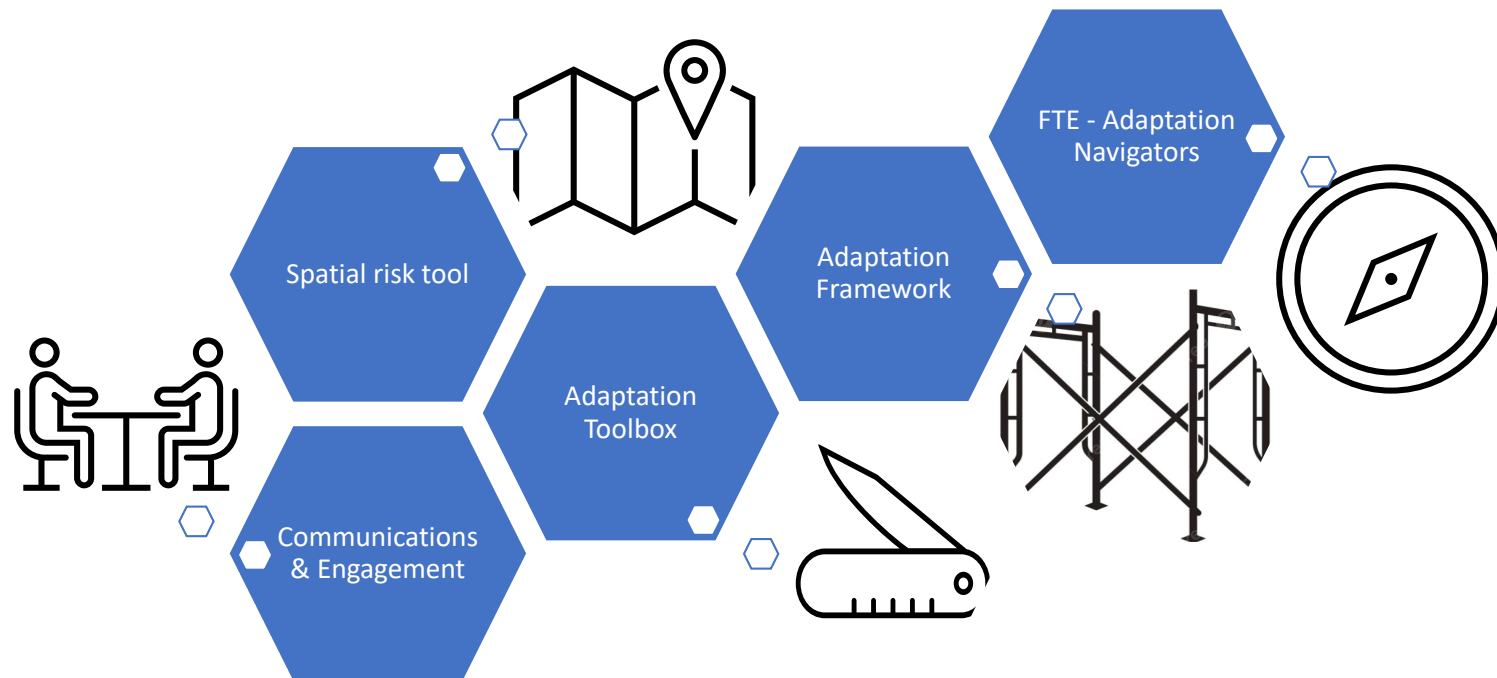 FTE - Adaptation
Navigators
Spatial risk tool
Adaptation
Framework
Adaptation
Toolbox
Communications
& Engagement